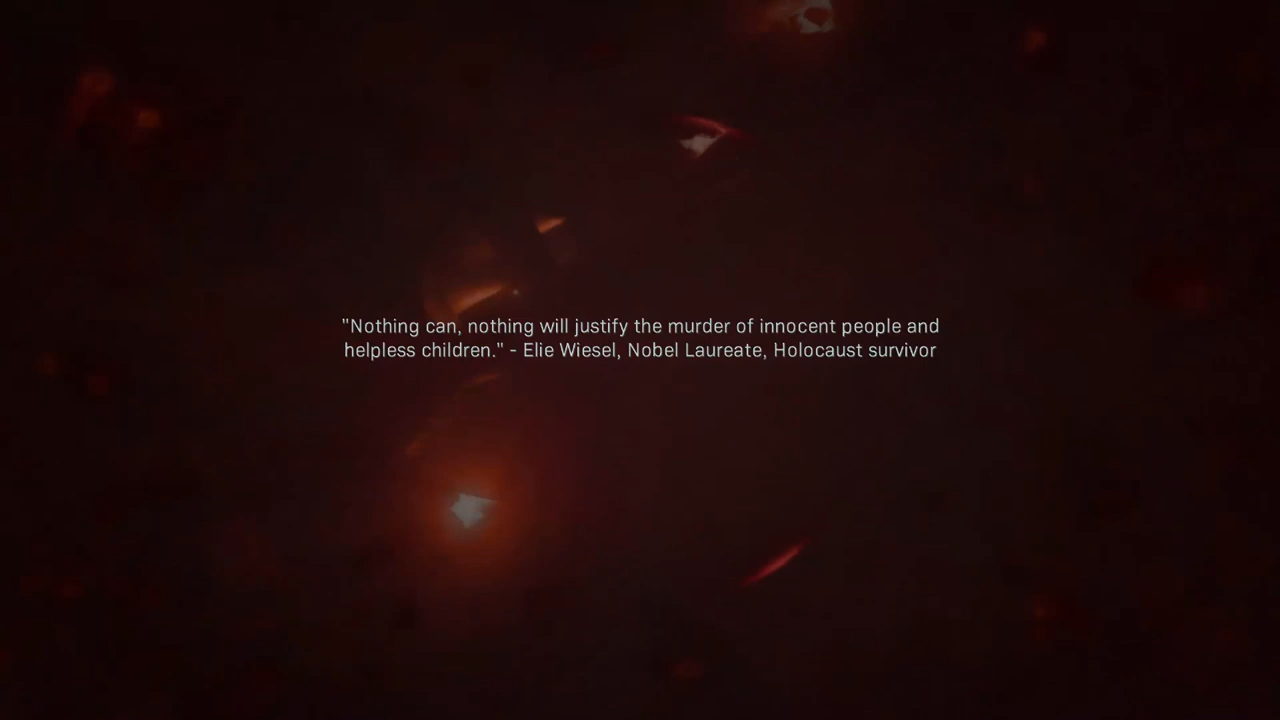 "Nothing can, nothing will justify the murder of innocent people and
helpless children." - Elie Wiesel, Nobel Laureate, Holocaust survivor